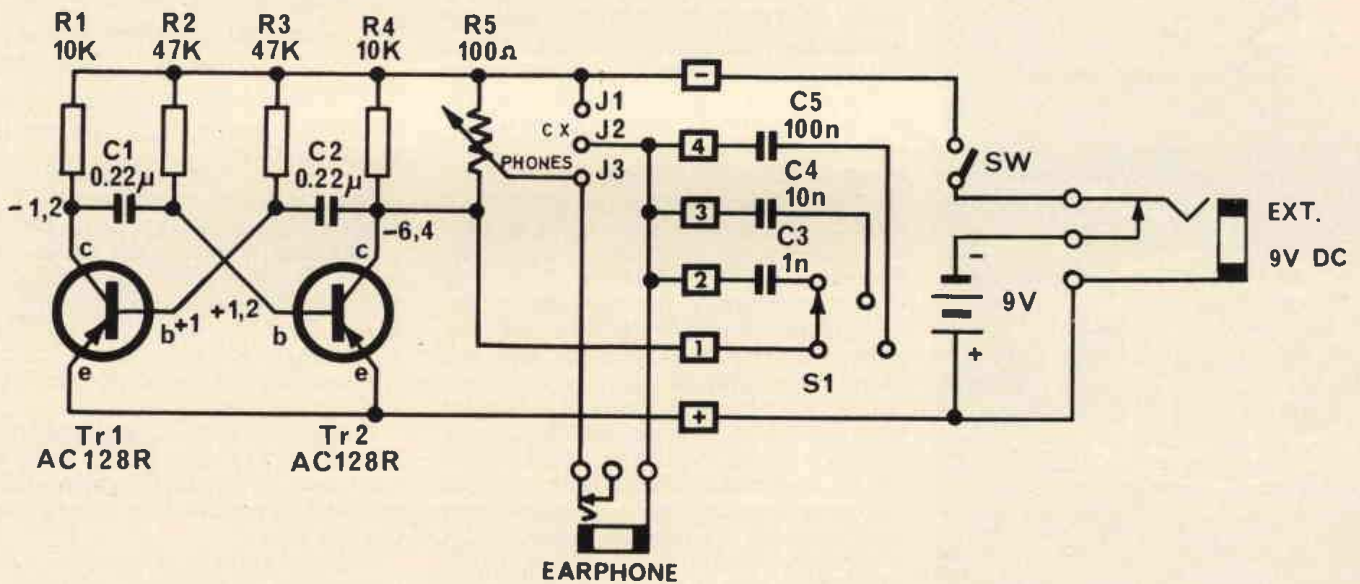 R1
10K
R2
47K
R3
47K
R4
10K
R5
100Ω
C1
0.22µ
C2
0.22µ
-1,2
-6,4
PHONES
CX
J1
J2
J3
-
4
3
2
1
+
C5
100n
C4
10n
C3
1n
S1
SW
-
9V
+
EXT.
9V DC
c
b
+1
e
+1,2
c
b
e
Tr1
AC128R
Tr2
AC128R
EARPHONE